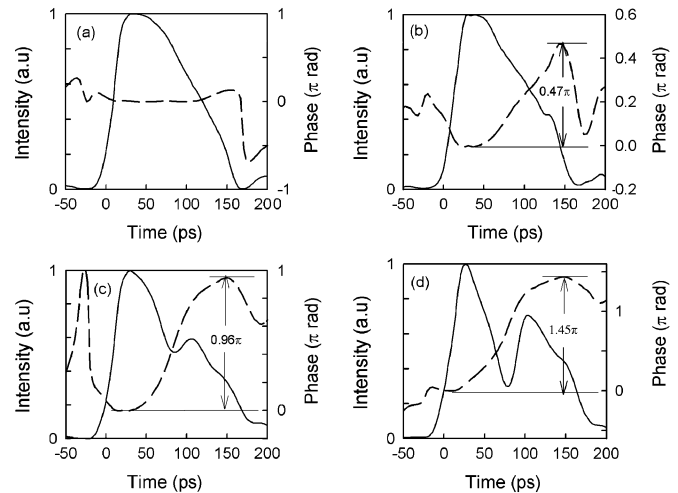 (a)
1
0
Intensity (a.u)
-50 0 50 100 150 200
Time (ps)
1
0
-1
Phase (π rad)
(b)
1
0
Intensity (a.u)
-50 0 50 100 150 200
Time (ps)
0.6
0.4
0.2
0.0
-0.2
Phase (π rad)
0.47π
(c)
1
0
Intensity (a.u)
-50 0 50 100 150 200
Time (ps)
1
0
Phase (π rad)
0.96π
(d)
1
0
Intensity (a.u)
-50 0 50 100 150 200
Time (ps)
1
0
Phase (π rad)
1.45π